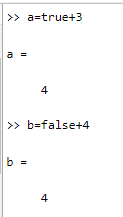 >> a=true+3
a =
4
>> b=false+4
b =
4